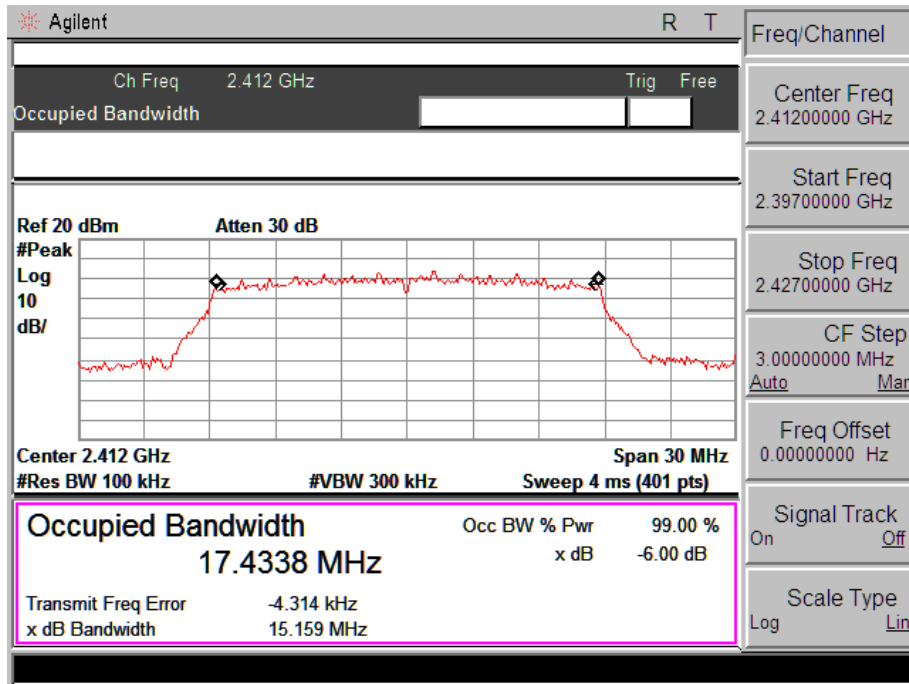 Agilent R T
Ch Freq 2.412 GHz Trig Free
Occupied Bandwidth
Ref 20 dBm Atten 30 dB
#Peak
Log
10
dB/
Center 2.412 GHz Span 30 MHz
#Res BW 100 kHz #VBW 300 kHz Sweep 4 ms (401 pts)
Occupied Bandwidth
17.4338 MHz
Occ BW % Pwr 99.00 %
x dB -6.00 dB
Transmit Freq Error -4.314 kHz
x dB Bandwidth 15.159 MHz
Freq/Channel
Center Freq
2.41200000 GHz
Start Freq
2.39700000 GHz
Stop Freq
2.42700000 GHz
CF Step
3.00000000 MHz
Auto Man
Freq Offset
0.00000000 Hz
Signal Track
On Off
Scale Type
Log Lin